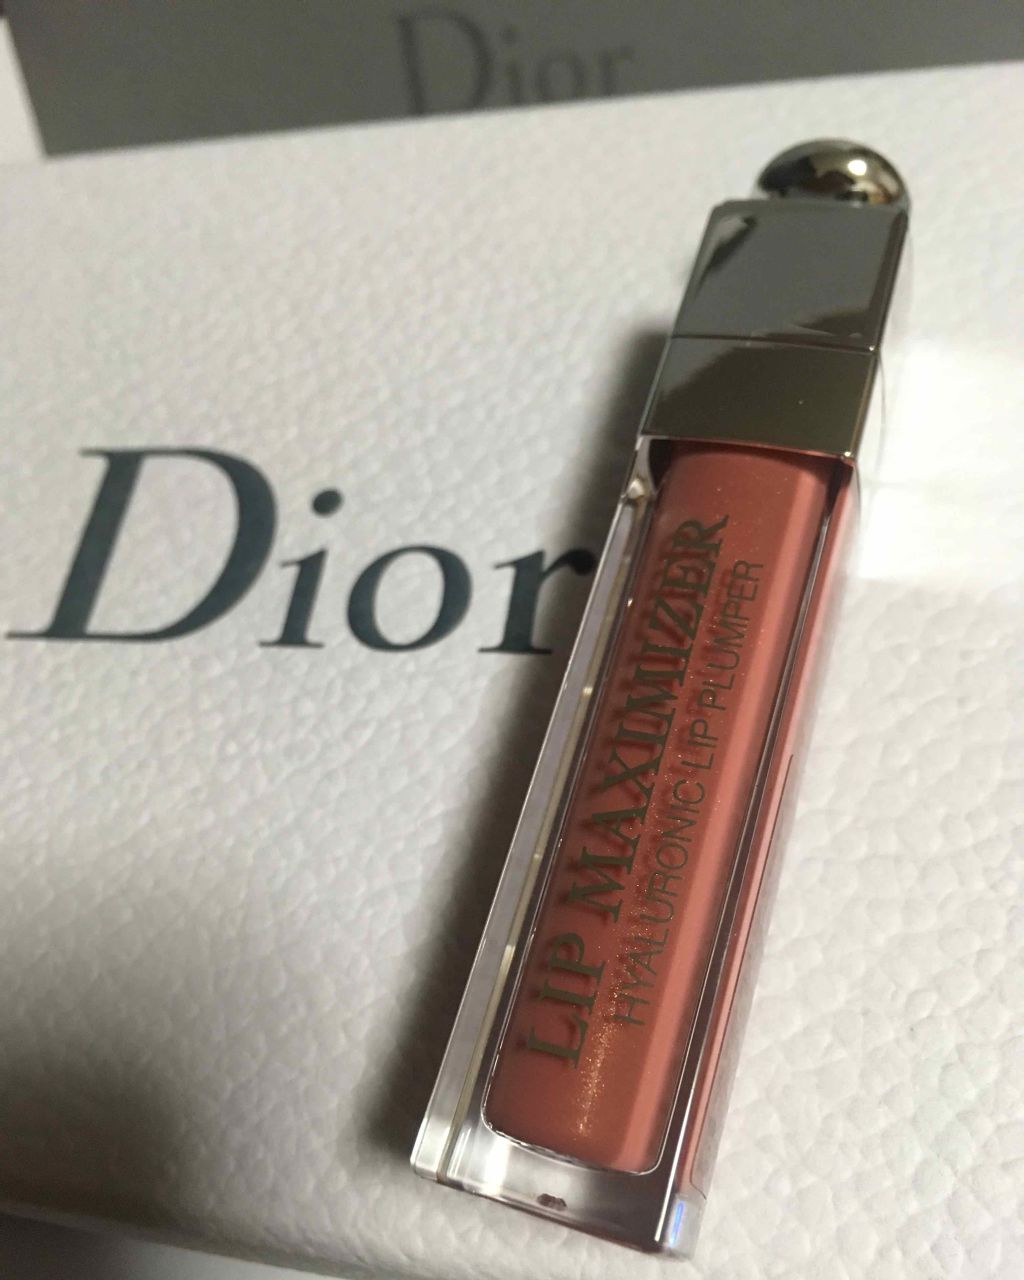 Dior
Dior
LIP MAXIMIZER
HYALURONIC LIP PLUMPER